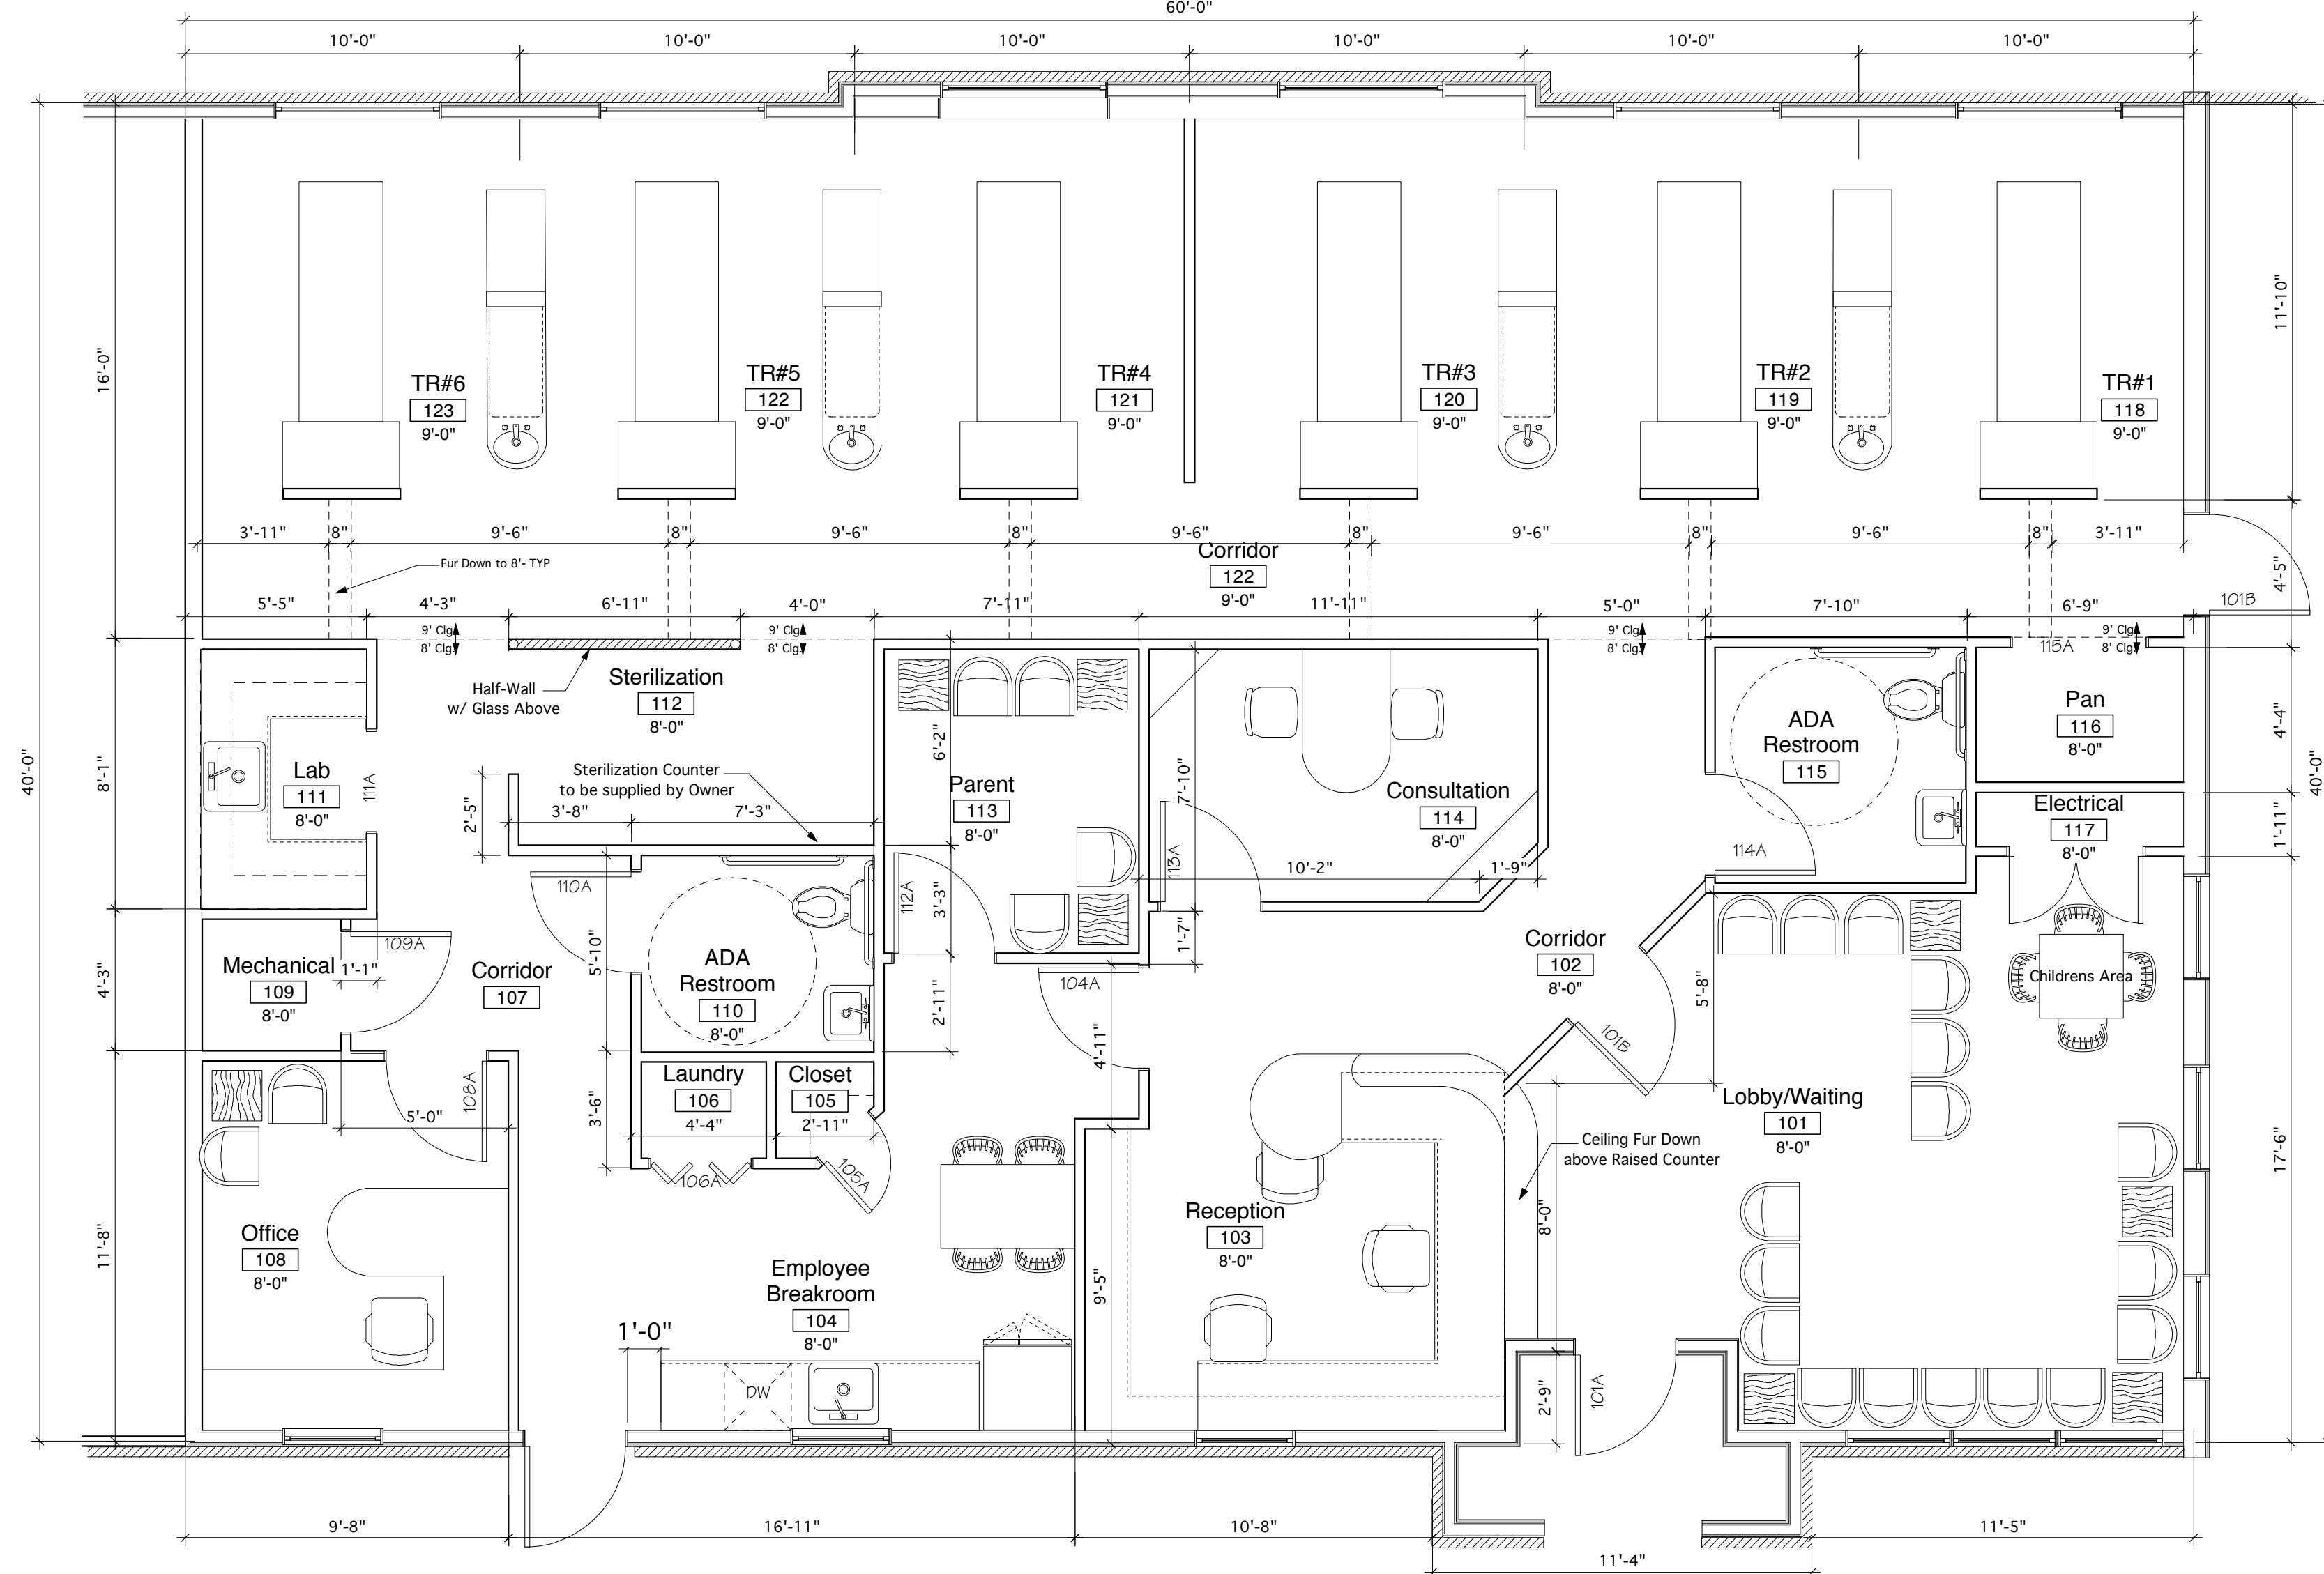 60'-0"
10'-0" 10'-0" 10'-0" 10'-0" 10'-0" 10'-0"
40'-0"
16'-0"
8'-1"
4'-3"
11'-8"
11'-10"
4'-5"
4'-4"
1'-11"
17'-6"
40'-0"
TR#6
123
9'-0"
TR#5
122
9'-0"
TR#4
121
9'-0"
TR#3
120
9'-0"
TR#2
119
9'-0"
TR#1
118
9'-0"
3'-11" 8" 9'-6" 8" 9'-6" 8" 9'-6" 8" 9'-6" 8" 9'-6" 8" 3'-11"
Corridor
122
9'-0"
Fur Down to 8'- TYP
101B
5'-5" 4'-3" 6'-11" 4'-0" 7'-11" 11'-11" 5'-0" 7'-10" 6'-9"
9' Clg.
8' Clg.
9' Clg.
8' Clg.
9' Clg.
8' Clg.
9' Clg.
8' Clg.
115A
Half-Wall
w/ Glass Above
Sterilization
112
8'-0"
Sterilization Counter
to be supplied by Owner
2'-5"
3'-8" 7'-3"
Lab
111
8'-0"
111A
6'-2"
Parent
113
8'-0"
112A
3'-3"
2'-11"
7'-10"
113A
1'-7"
Consultation
114
8'-0"
10'-2" 1'-9"
ADA
Restroom
115
114A
Pan
116
8'-0"
Electrical
117
8'-0"
Childrens Area
110A
5'-10"
ADA
Restroom
110
8'-0"
109A
Mechanical
109
8'-0"
1'-1"
Corridor
107
104A
4'-11"
Corridor
102
8'-0"
101B
5'-8"
Laundry
106
4'-4"
Closet
105
2'-11"
3'-6"
106A
105A
108A
5'-0"
Office
108
8'-0"
Lobby/Waiting
101
8'-0"
Ceiling Fur Down
above Raised Counter
8'-0"
Reception
103
8'-0"
Employee
Breakroom
104
8'-0"
9'-5"
1'-0"
DW
2'-9"
101A
9'-8" 16'-11" 10'-8" 11'-5"
11'-4"